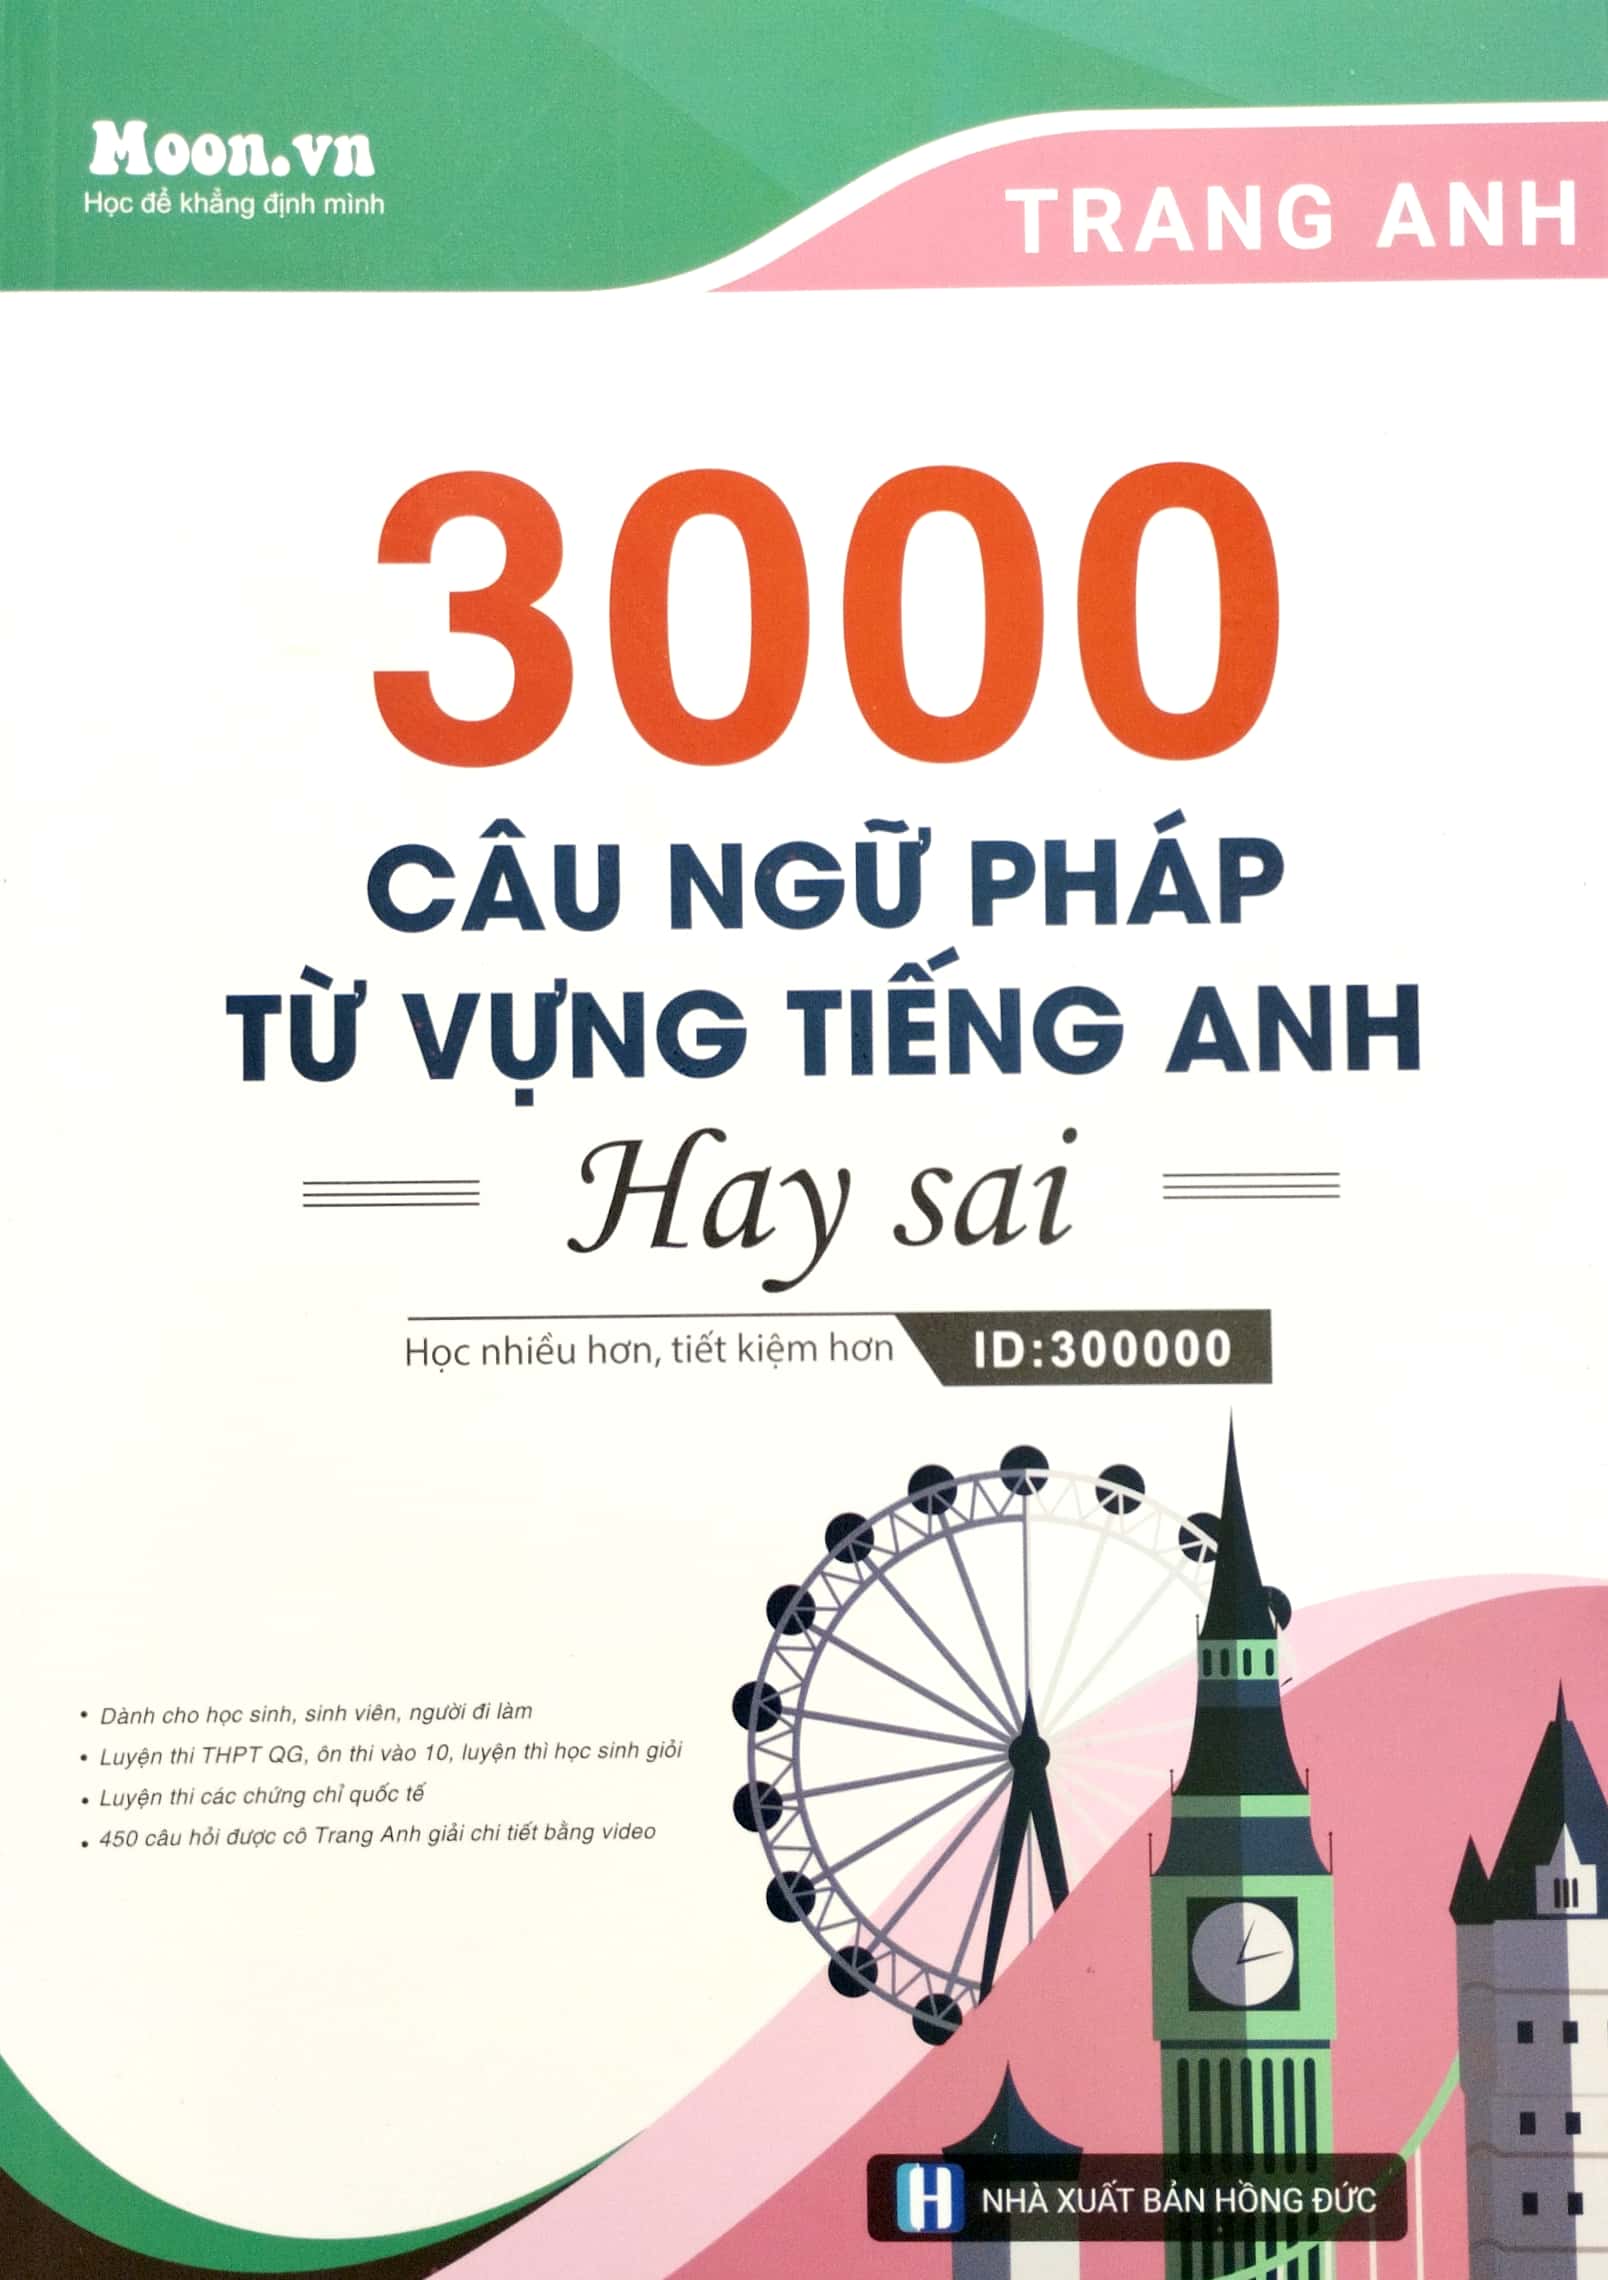 Moon.vn
Học để khẳng định mình
TRANG ANH
3000
CÂU NGỮ PHÁP
TỪ VỰNG TIẾNG ANH
Hay sai
Học nhiều hơn, tiết kiệm hơn
ID:300000
• Dành cho học sinh, sinh viên, người đi làm
• Luyện thi THPT QG, ôn thi vào 10, luyện thì học sinh giỏi
• Luyện thi các chứng chỉ quốc tế
• 450 câu hỏi được cô Trang Anh giải chi tiết bằng video
H NHÀ XUẤT BẢN HỒNG ĐỨC